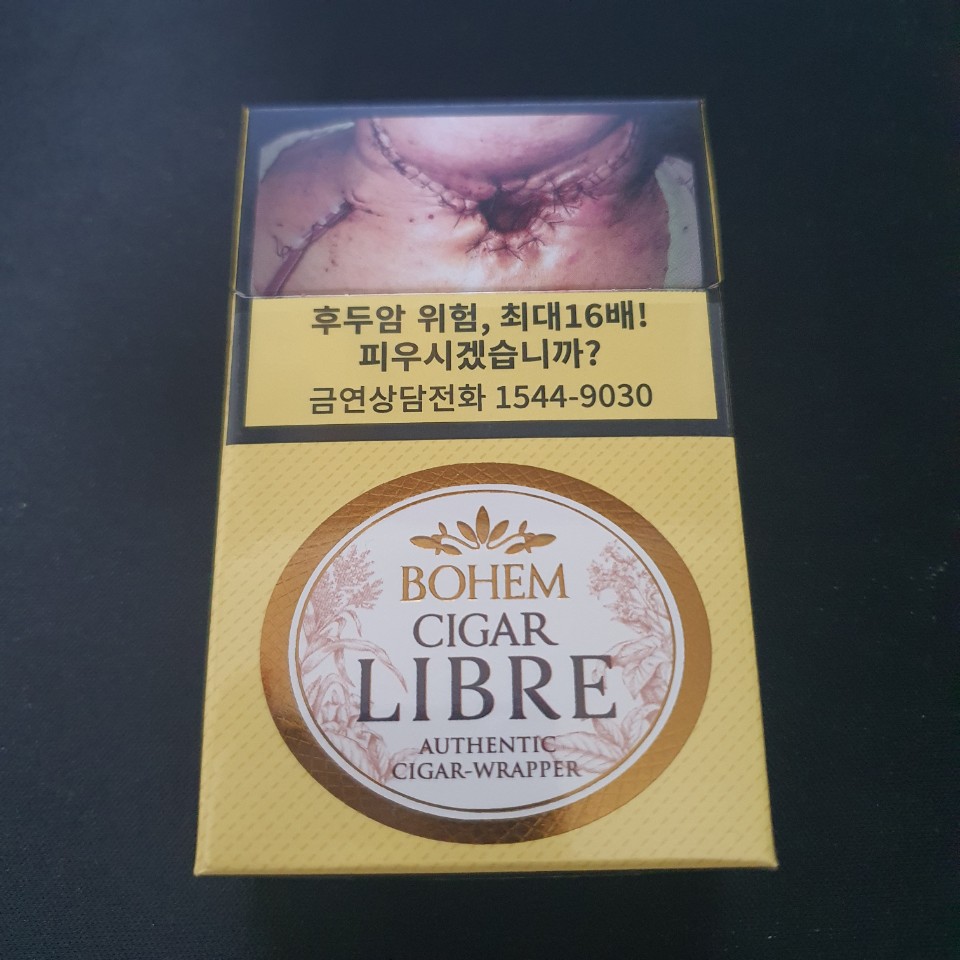 후두암 위험, 최대16배!
피우시겠습니까?
금연상담전화 1544-9030
BOHEM
CIGAR
LIBRE
AUTHENTIC
CIGAR-WRAPPER